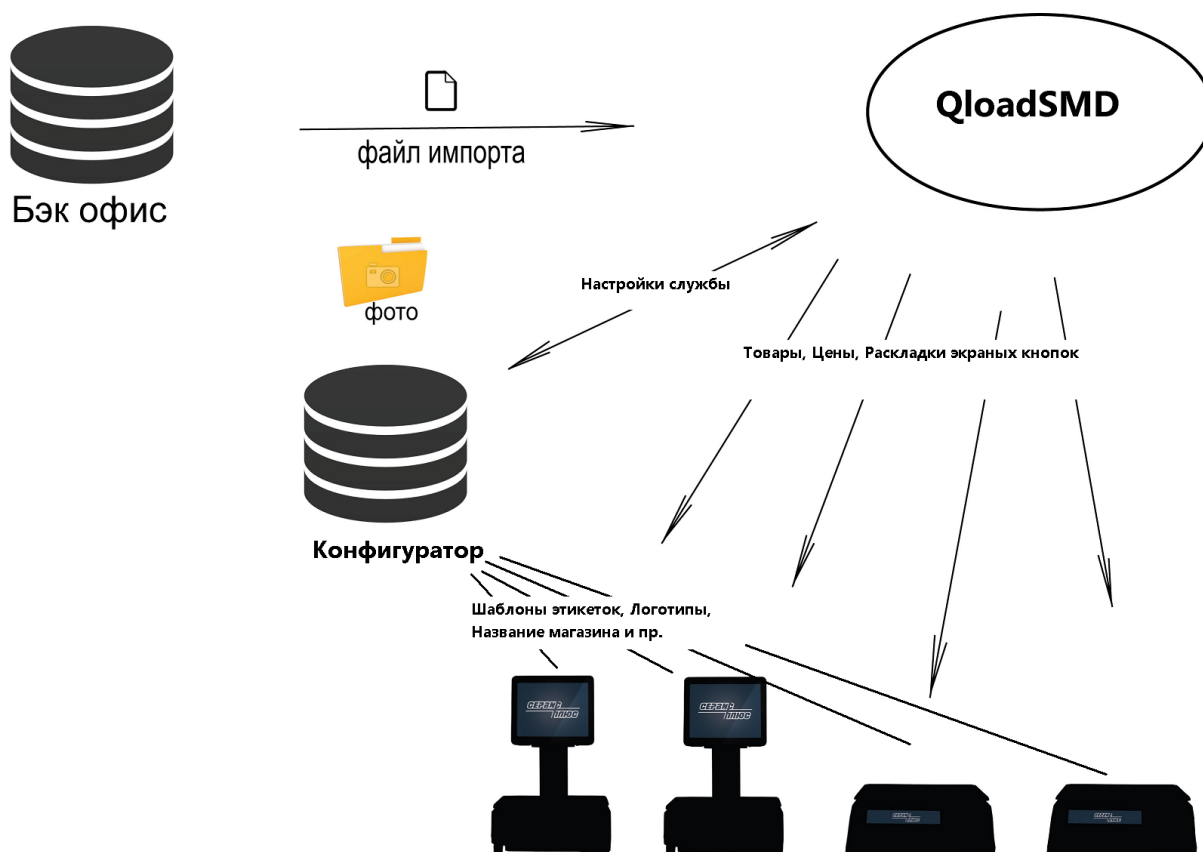 QloadSMD
файл импорта
Бэк офис
фото
Настройки службы
Товары, Цены, Раскладки экраных кнопок
Конфигуратор
Шаблоны этикеток, Логотипы,
Название магазина и пр.